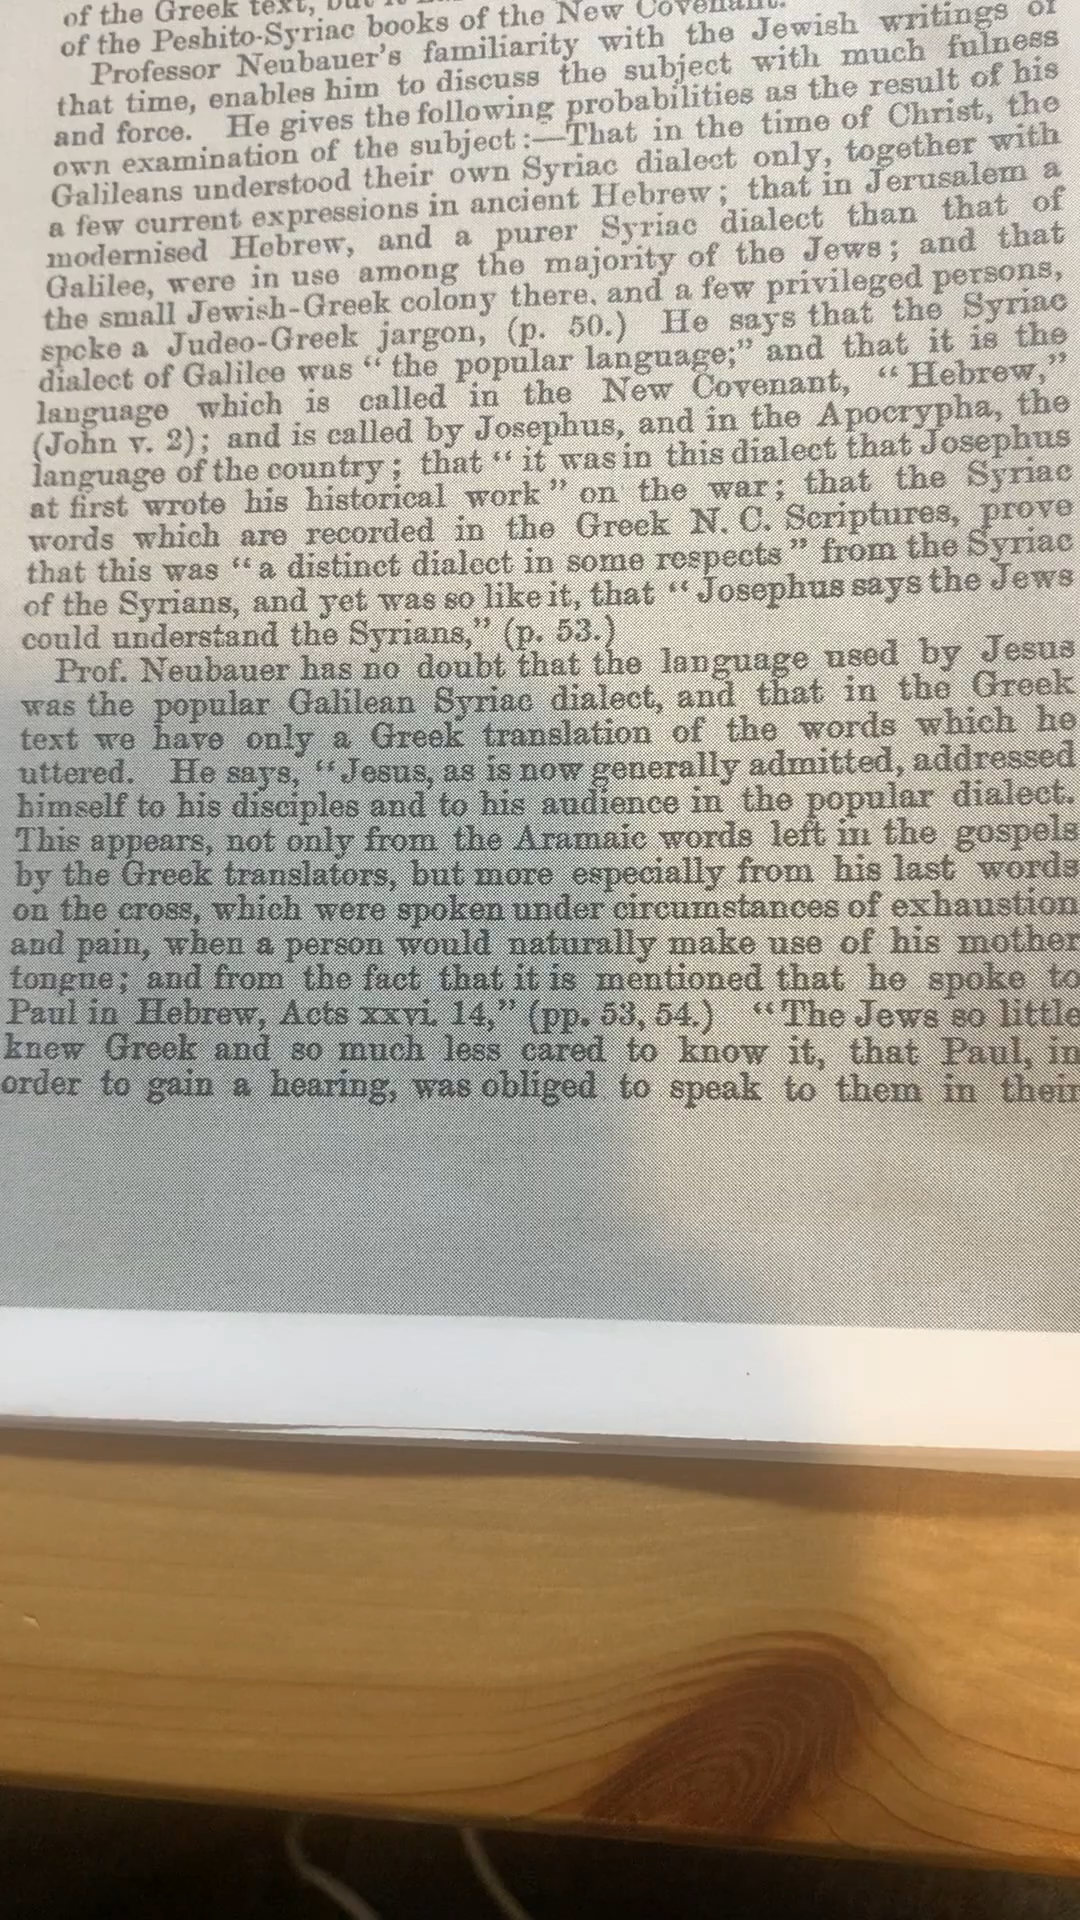 of the Greek text, but it
of the Peshito-Syriac books of the New Covenant.
Professor Neubauer's familiarity with the Jewish writings of
that time, enables him to discuss the subject with much fulness
and force. He gives the following probabilities as the result of his
own examination of the subject:—That in the time of Christ, the
Galileans understood their own Syriac dialect only, together with
a few current expressions in ancient Hebrew; that in Jerusalem a
modernised Hebrew, and a purer Syriac dialect than that of
Galilee, were in use among the majority of the Jews; and that
the small Jewish-Greek colony there, and a few privileged persons,
spoke a Judeo-Greek jargon, (p. 50.) He says that the Syriac
dialect of Galilee was “the popular language;” and that it is the
language which is called in the New Covenant, “Hebrew,”
(John v. 2); and is called by Josephus, and in the Apocrypha, the
language of the country; that “it was in this dialect that Josephus
at first wrote his historical work” on the war; that the Syriac
words which are recorded in the Greek N. C. Scriptures, prove
that this was “a distinct dialect in some respects” from the Syriac
of the Syrians, and yet was so like it, that “Josephus says the Jews
could understand the Syrians,” (p. 53.)
Prof. Neubauer has no doubt that the language used by Jesus
was the popular Galilean Syriac dialect, and that in the Greek
text we have only a Greek translation of the words which he
uttered. He says, “Jesus, as is now generally admitted, addressed
himself to his disciples and to his audience in the popular dialect.
This appears, not only from the Aramaic words left in the gospels
by the Greek translators, but more especially from his last words
on the cross, which were spoken under circumstances of exhaustion
and pain, when a person would naturally make use of his mother
tongue; and from the fact that it is mentioned that he spoke to
Paul in Hebrew, Acts xxvi. 14,” (pp. 53, 54.) “The Jews so little
knew Greek and so much less cared to know it, that Paul, in
order to gain a hearing, was obliged to speak to them in their